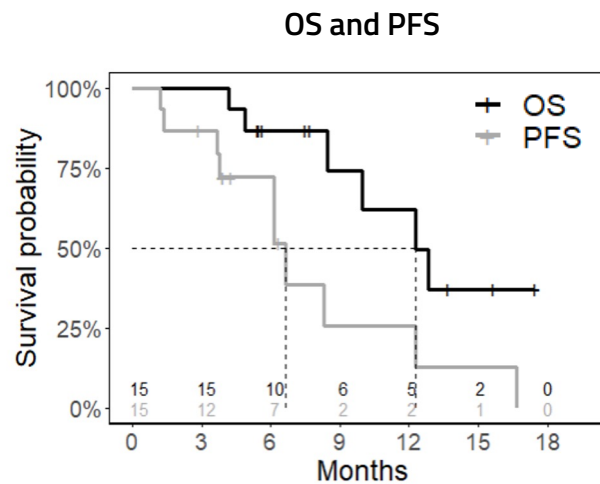 OS and PFS
100%
75%
50%
25%
0%
Survival probability
OS
PFS
15 15 10 6 5 2 0
15 12 7 2 2 1 0
0 3 6 9 12 15 18
Months